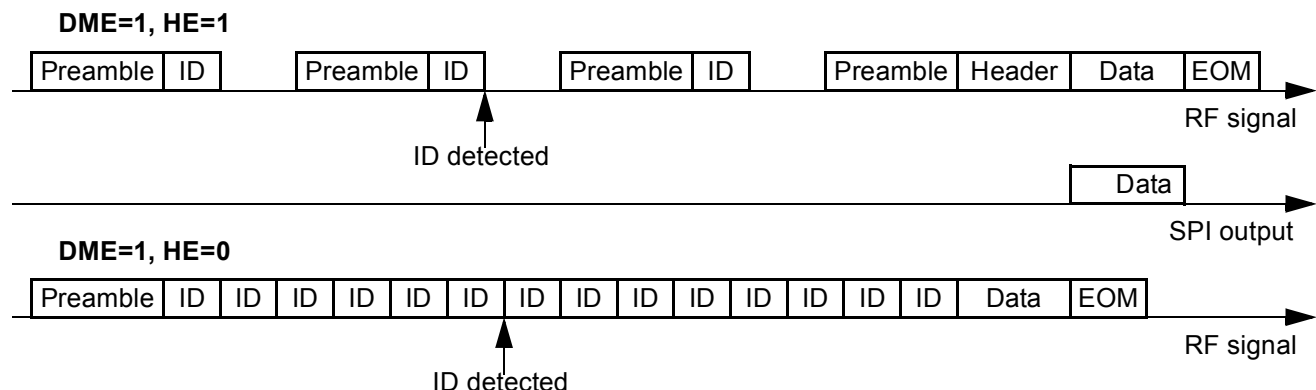 DME=1, HE=1
Preamble ID Preamble ID Preamble ID Preamble Header Data EOM
RF signal
ID detected
Data
SPI output
DME=1, HE=0
Preamble ID ID ID ID ID ID ID ID ID ID ID ID ID ID Data EOM
RF signal
ID detected